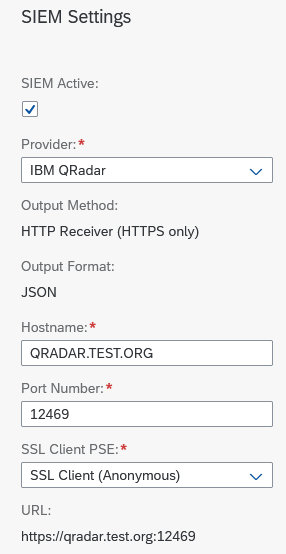 SIEM Settings
SIEM Active:
Provider:*
IBM QRadar
Output Method:
HTTP Receiver (HTTPS only)
Output Format:
JSON
Hostname:*
QRADAR.TEST.ORG
Port Number:*
12469
SSL Client PSE:*
SSL Client (Anonymous)
URL:
https://qradar.test.org:12469